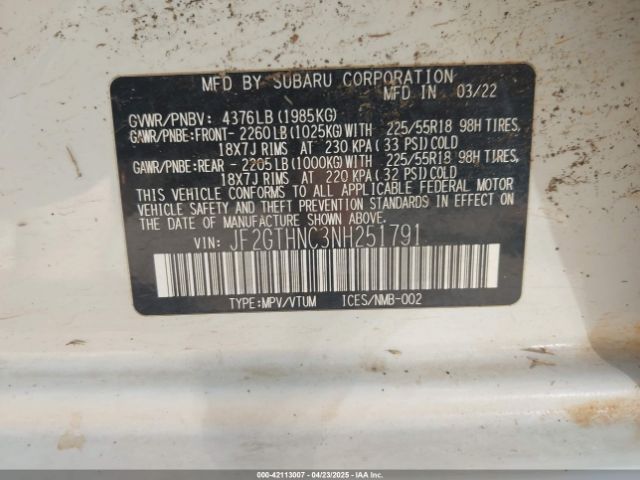 MFD BY SUBARU CORPORATION
MFD IN 03/22
GVWR/PNBV: 4376LB (1985KG)
GAWR/PNBE:FRONT- 2260LB (1025KG)WITH 225/55R18 98H TIRES,
18X7J RIMS AT 230 KPA (33 PSI)COLD
GAWR/PNBE:REAR - 2205LB (1000KG)WITH 225/55R18 98H TIRES,
18X7J RIMS AT 220 KPA (32 PSI)COLD
THIS VEHICLE CONFORMS TO ALL APPLICABLE FEDERAL MOTOR
VEHICLE SAFETY AND THEFT PREVENTION STANDARDS IN EFFECT ON
THE DATE OF MANUFACTURE SHOWN ABOVE.
VIN: JF2GTHNC3NH251791
TYPE:MPV/VTUM ICES/NMB-002
000-42113007 - 04/23/2025 - IAAI.COM